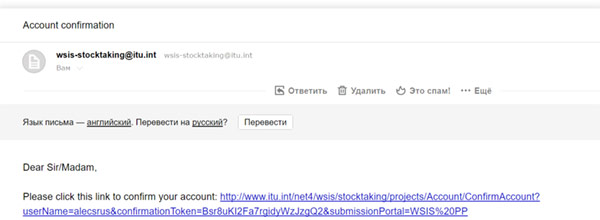 Account confirmation
wsis-stocktaking@itu.int wsis-stocktaking@itu.int
Вам
Ответить Удалить Это спам! Ещё
Язык письма — английский. Перевести на русский? Перевести
Dear Sir/Madam,
Please click this link to confirm your account: http://www.itu.int/net4/wsis/stocktaking/projects/Account/ConfirmAccount?
userName=alecsrus&confirmationToken=Bsr8uKI2Fa7rgidyWzJzgQ2&submissionPortal=WSIS%20PP